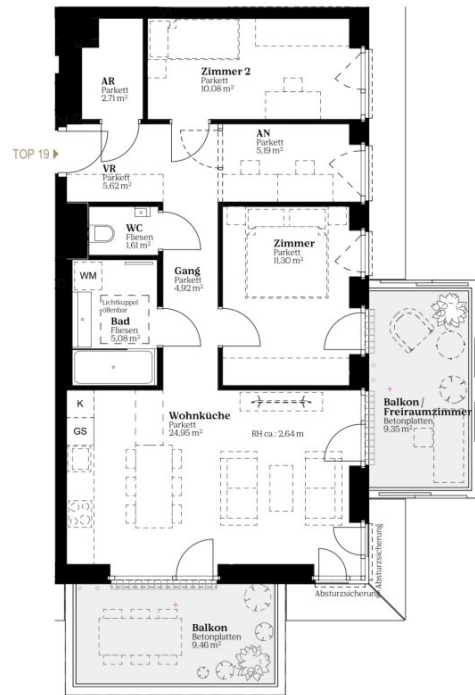 AR
Parkett
2,71 m²
Zimmer 2
Parkett
10,08 m²
TOP 19
VR
Parkett
5,62 m²
AN
Parkett
5,19 m²
WC
Fliesen
1,61 m²
Gang
Parkett
4,92 m²
Zimmer
Parkett
11,30 m²
WM
Lichtkuppel
offenbar
Bad
Fliesen
5,08 m²
Balkon/
Freiraumzimmer
Betonplatten
9,35 m²
K
GS
Wohnküche
Parkett
24,95 m²
RH ca.: 2,64 m
Absturzsicherung
Absturzsicherung
Balkon
Betonplatten
9,46 m²